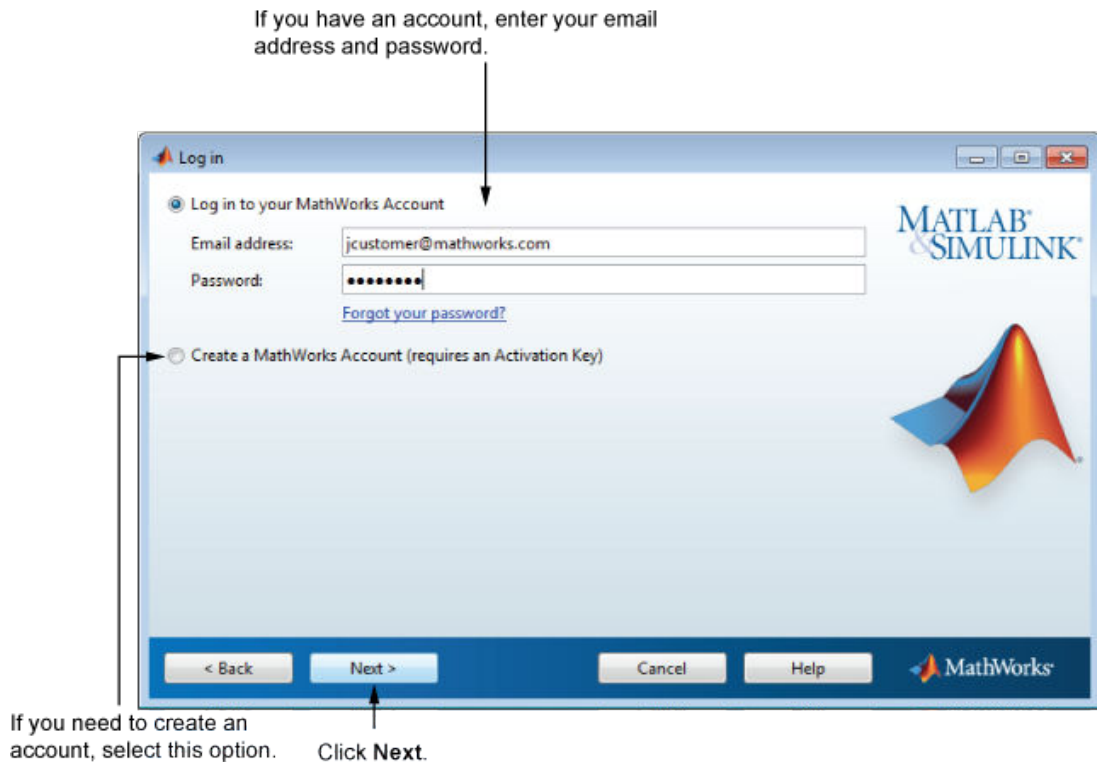 If you have an account, enter your email
address and password.
Log in
Log in to your MathWorks Account
MATLAB®
&SIMULINK®
Email address:
jcustomer@mathworks.com
Password:
••••••••
Forgot your password?
Create a MathWorks Account (requires an Activation Key)
< Back
Next >
Cancel
Help
MathWorks®
If you need to create an
account, select this option.
Click Next.